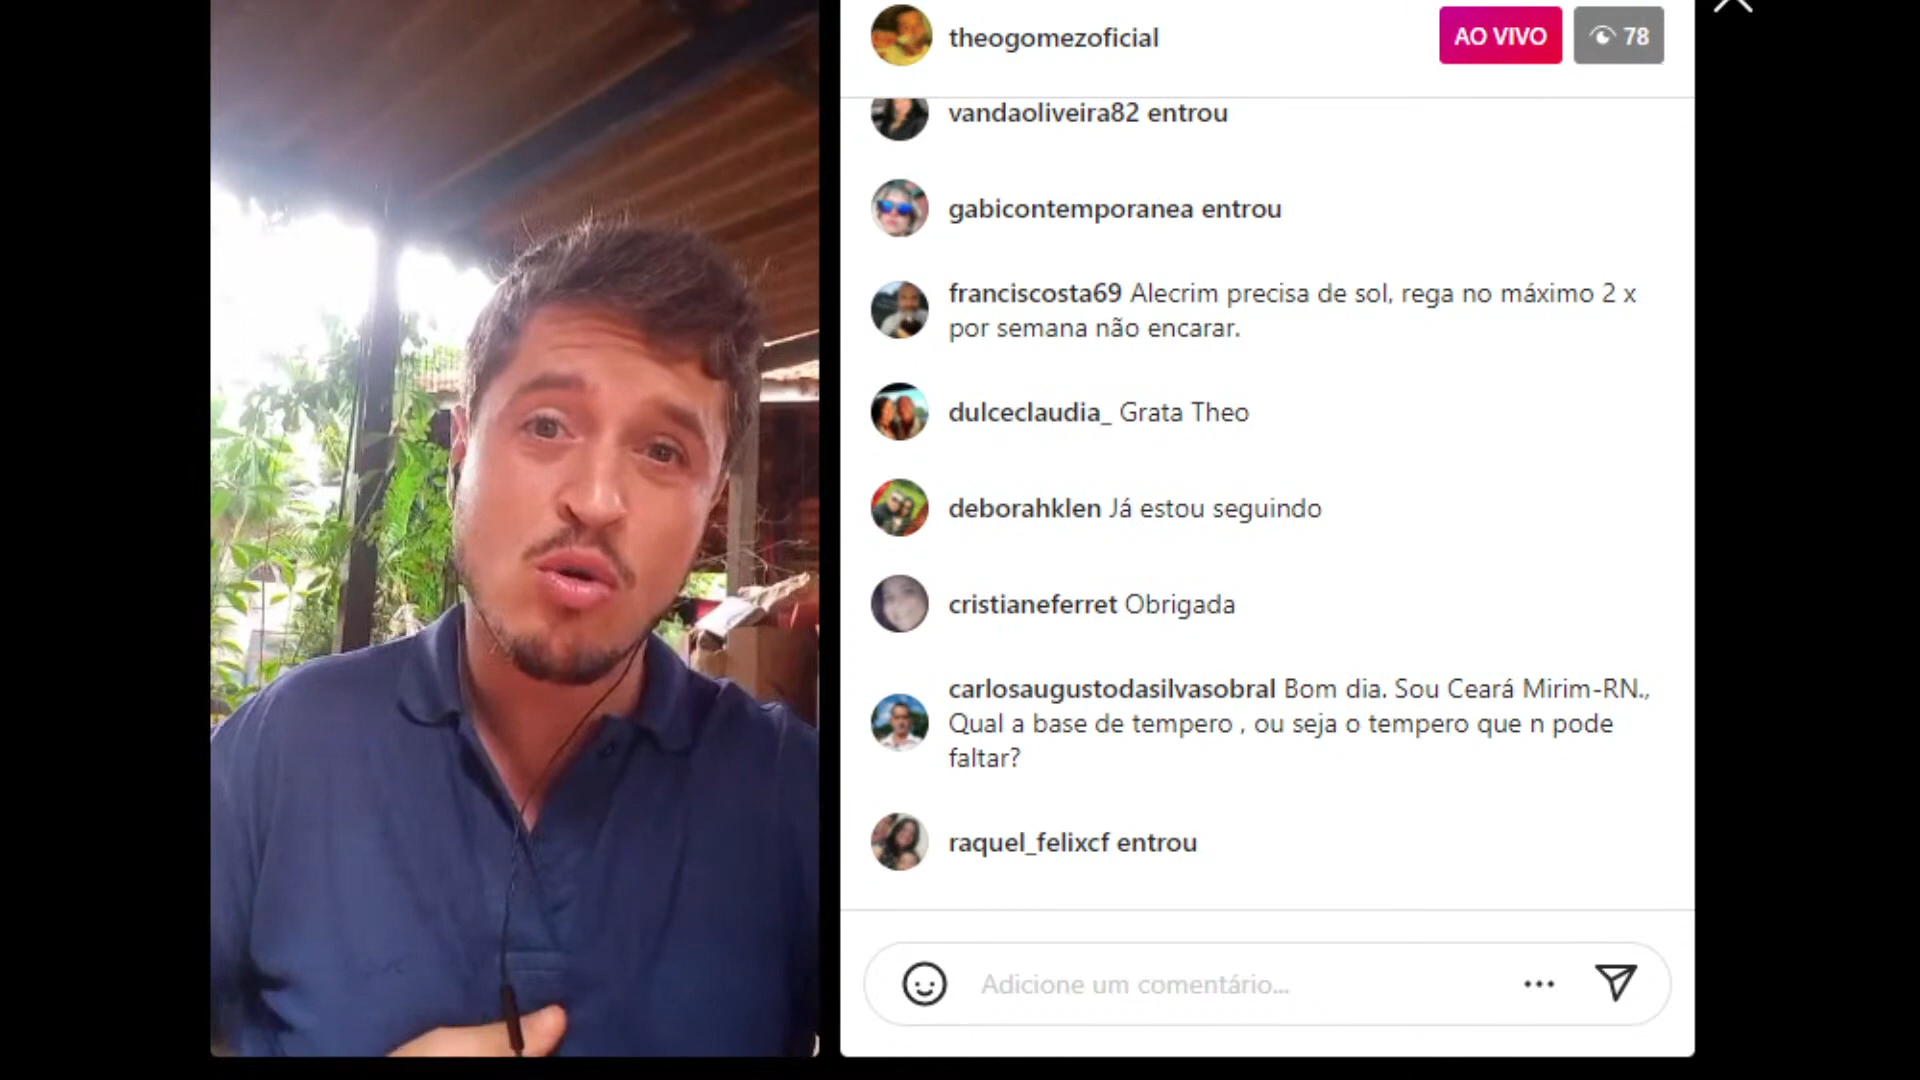 theogomezoficial
AO VIVO
78
vandaoliveira82 entrou
gabicontemporanea entrou
franciscosta69 Alecrim precisa de sol, rega no máximo 2 x
por semana não encarar.
dulceclaudia_ Grata Theo
deborahklen Já estou seguindo
cristianeferret Obrigada
carlosaugustodasilvasobral Bom dia. Sou Ceará Mirim-RN.,
Qual a base de tempero , ou seja o tempero que n pode
faltar?
raquel_felixcf entrou
Adicione um comentário...